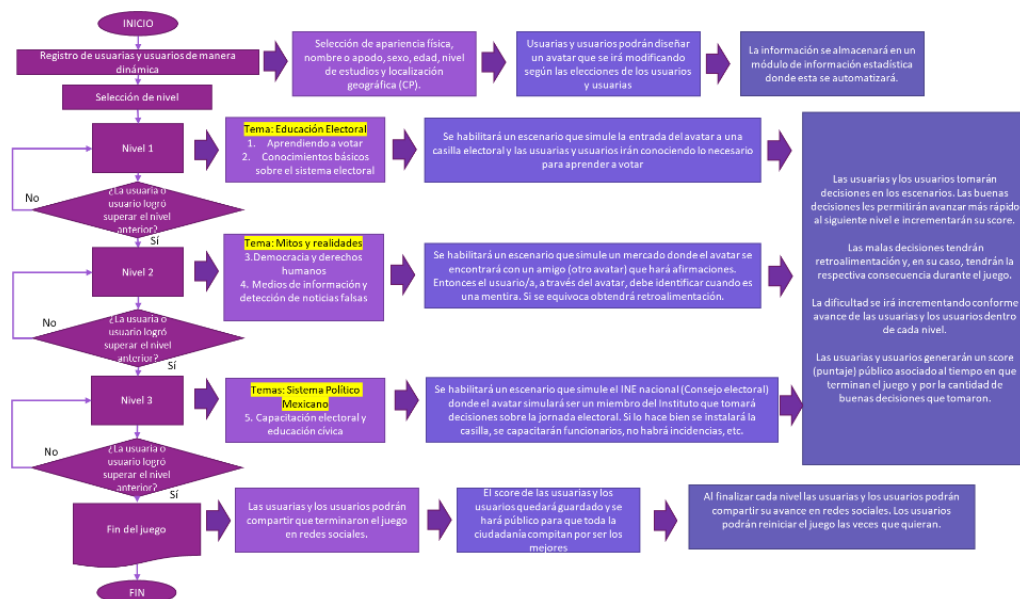 INICIO
Registro de usuarias y usuarios de manera
dinámica
Selección de apariencia física,
nombre o apodo, sexo, edad, nivel
de estudios y localización
geográfica (CP).
Usuarias y usuarios podrán diseñar
un avatar que se irá modificando
según las elecciones de los usuarios
y usuarias
La información se almacenará en un
módulo de información estadística
donde esta se automatizará.
Selección de nivel
Nivel 1
Tema: Educación Electoral
1. Aprendiendo a votar
2. Conocimientos básicos
sobre el sistema electoral
Se habilitará un escenario que simule la entrada del avatar a una
casilla electoral y las usuarias y usuarios irán conociendo lo necesario
para aprender a votar
No
¿La usuaria o
usuario logró
superar el nivel
anterior?
Sí
Nivel 2
Tema: Mitos y realidades
3.Democracia y derechos
humanos
4. Medios de información y
detección de noticias falsas
Se habilitará un escenario que simule un mercado donde el avatar se
encontrará con un amigo (otro avatar) que hará afirmaciones.
Entonces el usuario/a, a través del avatar, debe identificar cuando es
una mentira. Si se equivoca obtendrá retroalimentación.
No
¿La usuaria o
usuario logró
superar el nivel
anterior?
Sí
Nivel 3
Temas: Sistema Político
Mexicano
5. Capacitación electoral y
educación cívica
Se habilitará un escenario que simule el INE nacional (Consejo electoral)
donde el avatar simulará ser un miembro del Instituto que tomará
decisiones sobre la jornada electoral. Si lo hace bien se instalará la
casilla, se capacitarán funcionarios, no habrá incidencias, etc.
Las usuarias y los usuarios tomarán
decisiones en los escenarios. Las buenas
decisiones les permitirán avanzar más rápido
al siguiente nivel e incrementarán su score.
Las malas decisiones tendrán
retroalimentación y, en su caso, tendrán la
respectiva consecuencia durante el juego.
La dificultad se irá incrementando conforme
avance de las usuarias y los usuarios dentro
de cada nivel.
Las usuarias y usuarios generarán un score
(puntaje) público asociado al tiempo en que
terminan el juego y por la cantidad de
buenas decisiones que tomaron.
No
¿La usuaria o
usuario logró
superar el nivel
anterior?
Sí
Fin del juego
Las usuarias y los usuarios podrán
compartir que terminaron el juego
en redes sociales.
El score de las usuarias y los
usuarios quedará guardado y se
hará público para que toda la
ciudadanía compitan por ser los
mejores
Al finalizar cada nivel las usuarias y los usuarios podrán
compartir su avance en redes sociales. Los usuarios
podrán reiniciar el juego las veces que quieran.
FIN